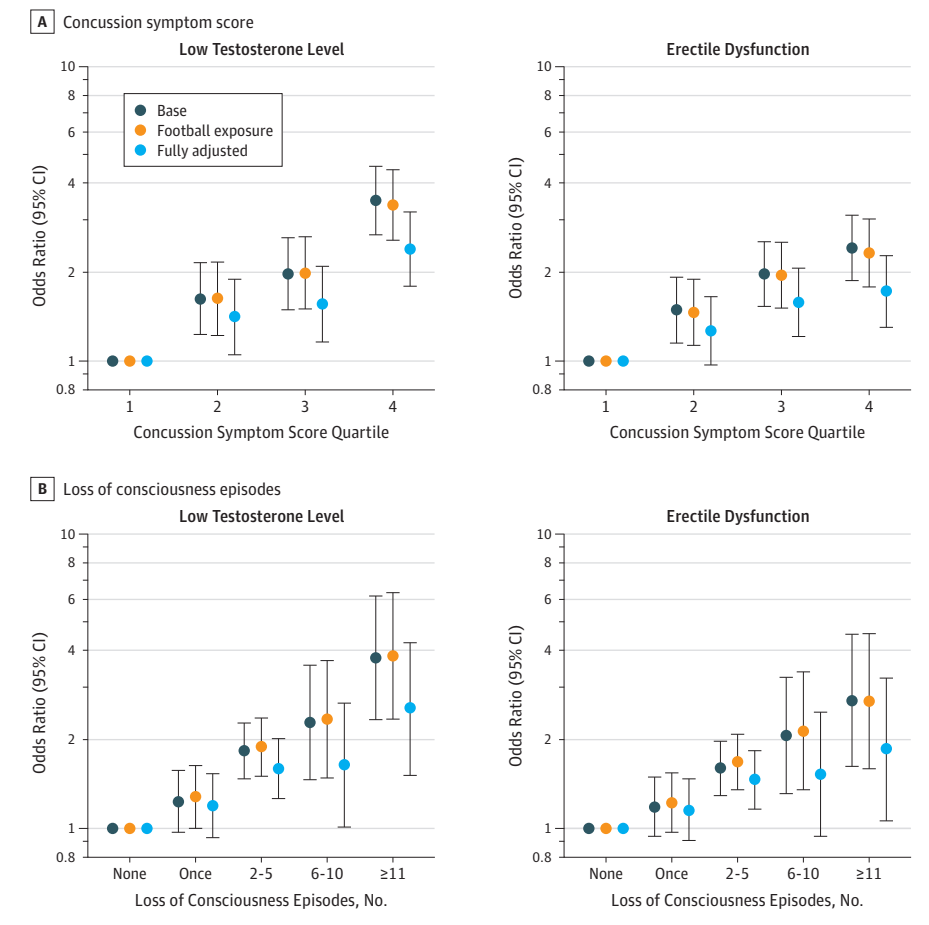 A Concussion symptom score
Low Testosterone Level
10
8
6
4
2
1
0.8
Odds Ratio (95% CI)
Base
Football exposure
Fully adjusted
1 2 3 4
Concussion Symptom Score Quartile
Erectile Dysfunction
10
8
6
4
2
1
0.8
Odds Ratio (95% CI)
1 2 3 4
Concussion Symptom Score Quartile
B Loss of consciousness episodes
Low Testosterone Level
10
8
6
4
2
1
0.8
Odds Ratio (95% CI)
None Once 2-5 6-10 ≥11
Loss of Consciousness Episodes, No.
Erectile Dysfunction
10
8
6
4
2
1
0.8
Odds Ratio (95% CI)
None Once 2-5 6-10 ≥11
Loss of Consciousness Episodes, No.